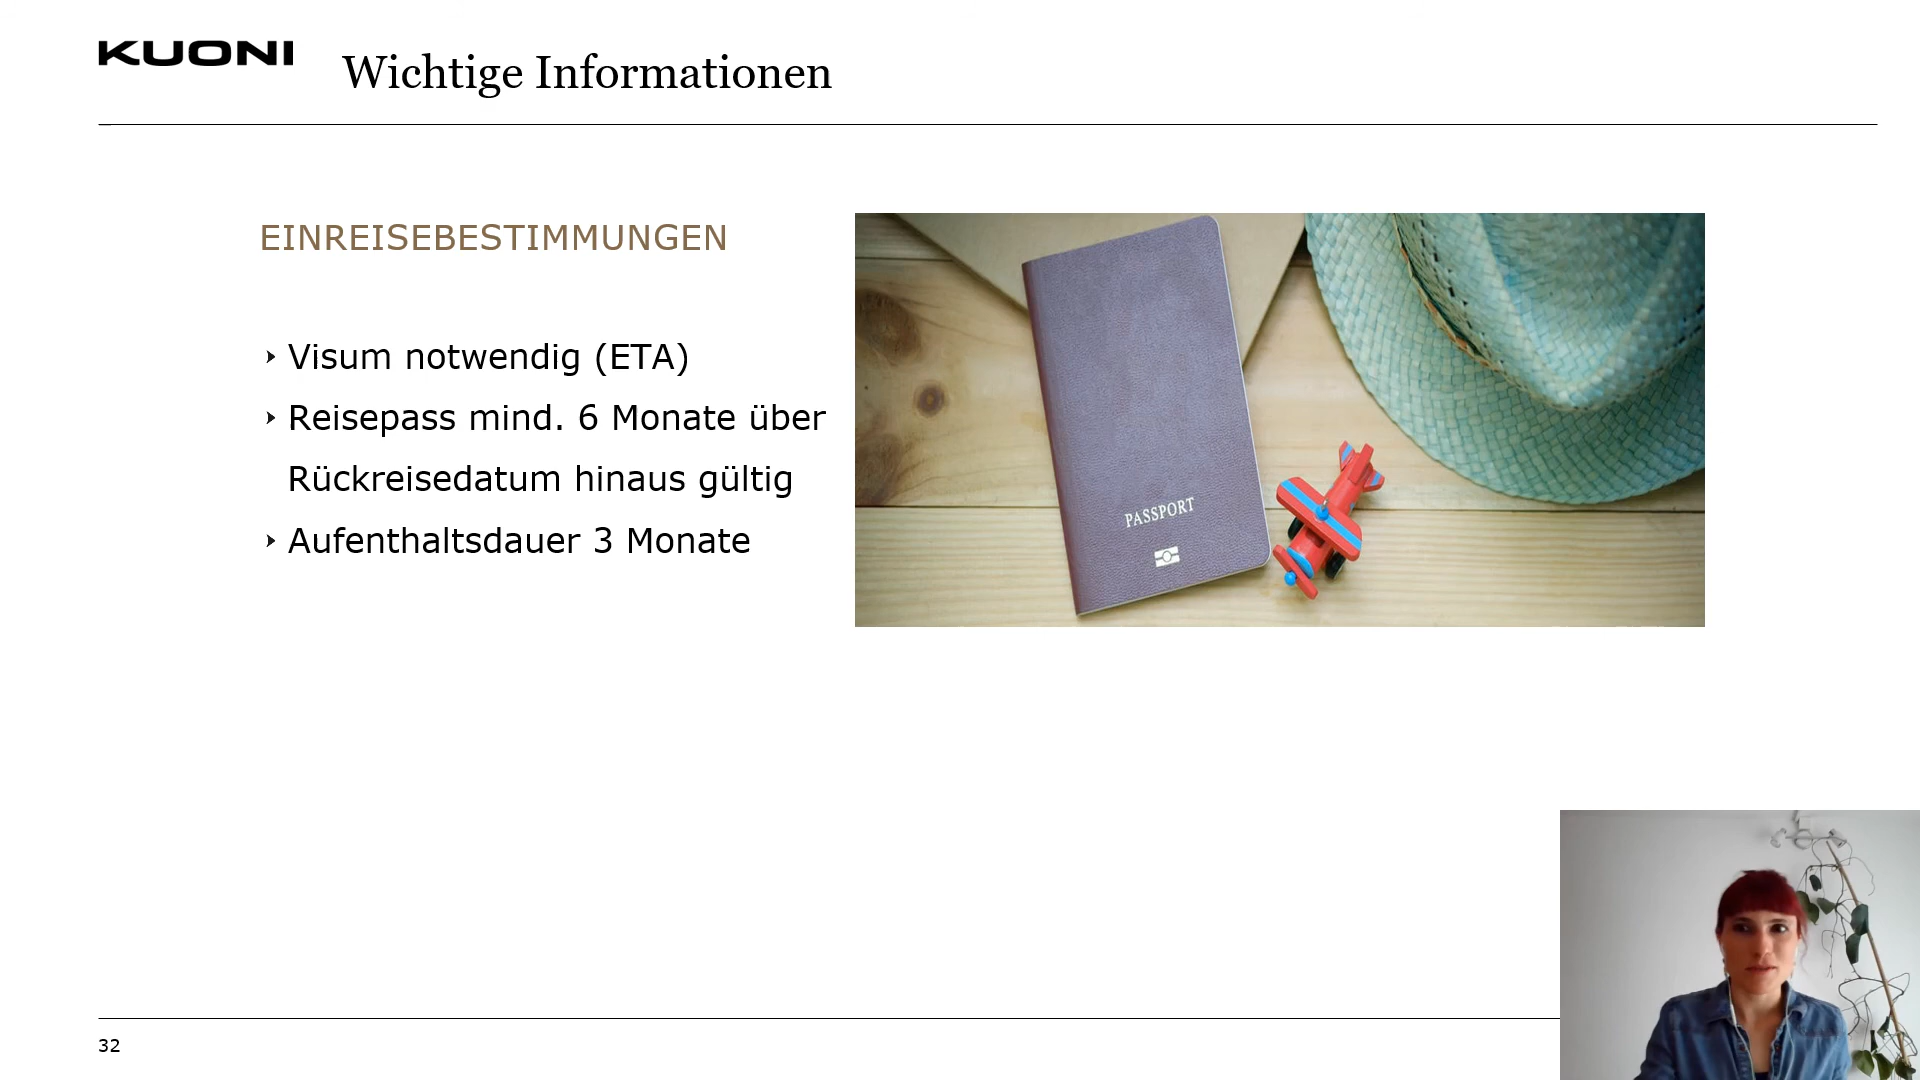 KUONI
Wichtige Informationen
EINREISEBESTIMMUNGEN
Visum notwendig (ETA)
Reisepass mind. 6 Monate über
Rückreisedatum hinaus gültig
Aufenthaltsdauer 3 Monate
PASSPORT
32